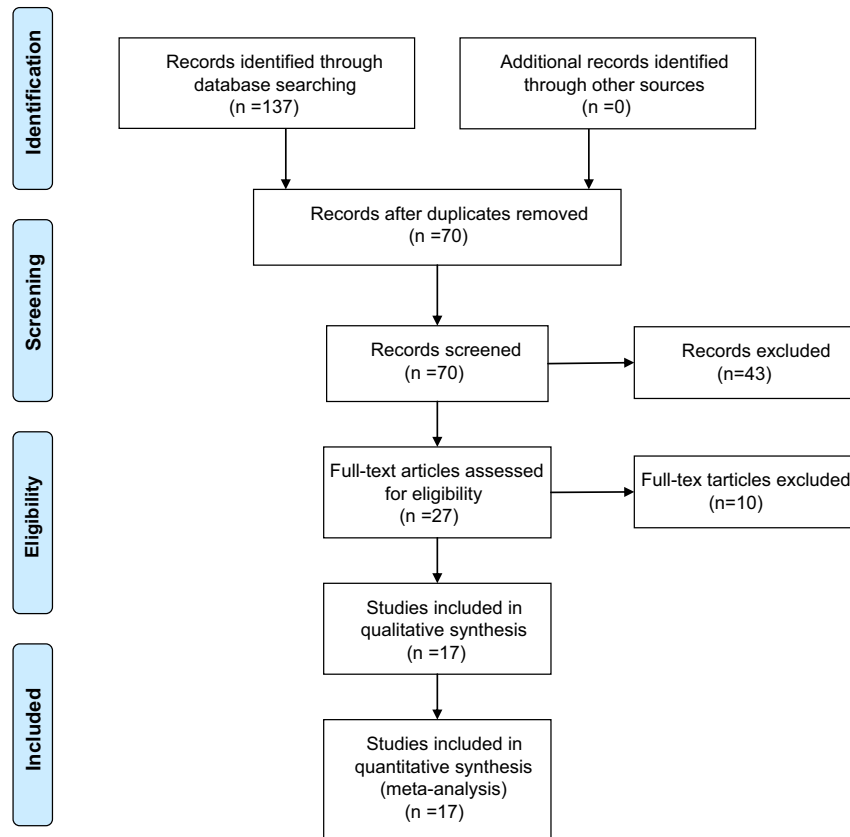 Identification
Records identified through
database searching
(n =137)
Additional records identified
through other sources
(n =0)
Records after duplicates removed
(n =70)
Screening
Records screened
(n =70)
Records excluded
(n=43)
Eligibility
Full-text articles assessed
for eligibility
(n =27)
Full-tex tarticles excluded
(n=10)
Studies included in
qualitative synthesis
(n =17)
Included
Studies included in
quantitative synthesis
(meta-analysis)
(n =17)